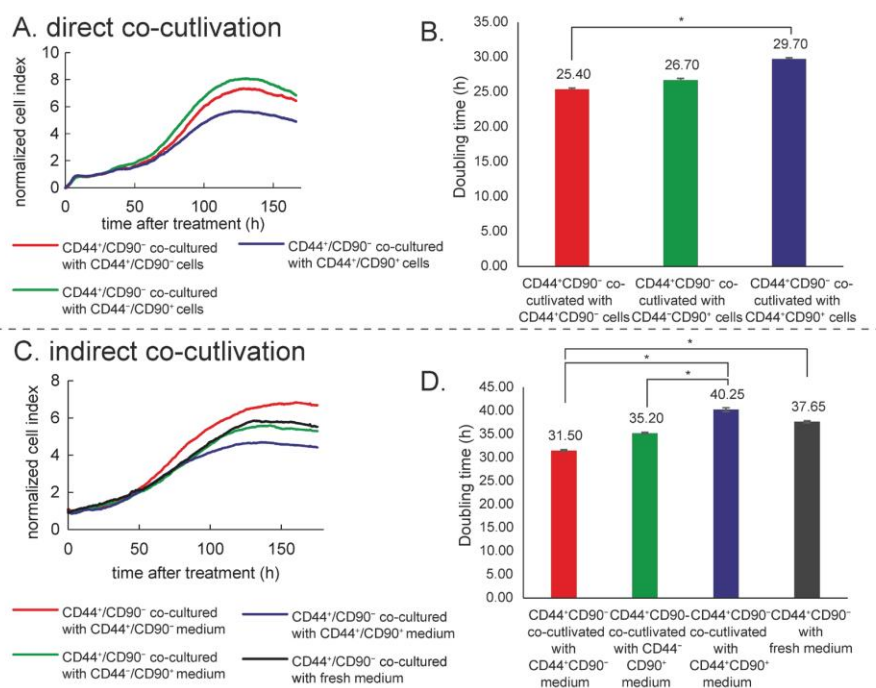 A. direct co-cutlivation
normalized cell index
10
8
6
4
2
0
0 50 100 150 200
time after treatment (h)
CD44⁺/CD90⁻ co-cultured
with CD44⁺/CD90⁻ cells
CD44⁺/CD90⁻ co-cultured
with CD44⁺/CD90⁺ cells
CD44⁺/CD90⁻ co-cultured
with CD44⁻/CD90⁺ cells
B.
Doubling time (h)
35.00
30.00
25.00
20.00
15.00
10.00
5.00
0.00
*
25.40
26.70
29.70
CD44⁺CD90⁻ co-
cutlivated with
CD44⁺CD90⁻ cells
CD44⁺CD90⁻ co-
cutlivated with
CD44⁻CD90⁺ cells
CD44⁺CD90⁻ co-
cutlivated with
CD44⁺CD90⁺ cells
C. indirect co-cutlivation
normalized cell index
8
6
4
2
0
0 50 100 150
time after treatment (h)
CD44⁺/CD90⁻ co-cultured
with CD44⁺/CD90⁻ medium
CD44⁺/CD90⁻ co-cultured
with CD44⁺/CD90⁺ medium
CD44⁺/CD90⁻ co-cultured
with CD44⁻/CD90⁺ medium
CD44⁺/CD90⁻ co-cultured
with fresh medium
D.
Doubling time (h)
45.00
40.00
35.00
30.00
25.00
20.00
15.00
10.00
5.00
0.00
*
*
*
31.50
35.20
40.25
37.65
CD44⁺CD90⁻
co-cutlivated
with
CD44⁺CD90⁻
medium
CD44⁺CD90-
co-cutlivated
with CD44-
CD90⁺
medium
CD44⁺CD90⁻
co-cutlivated
with
CD44⁺CD90⁺
medium
CD44⁺CD90⁻
with
fresh medium